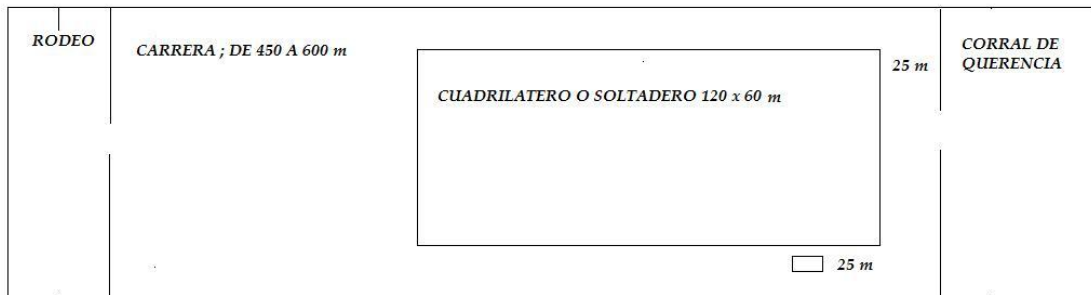 RODEO
CARRERA ; DE 450 A 600 m
CORRAL DE
QUERENCIA
25 m
CUADRILATERO O SOLTADERO 120 x 60 m
25 m